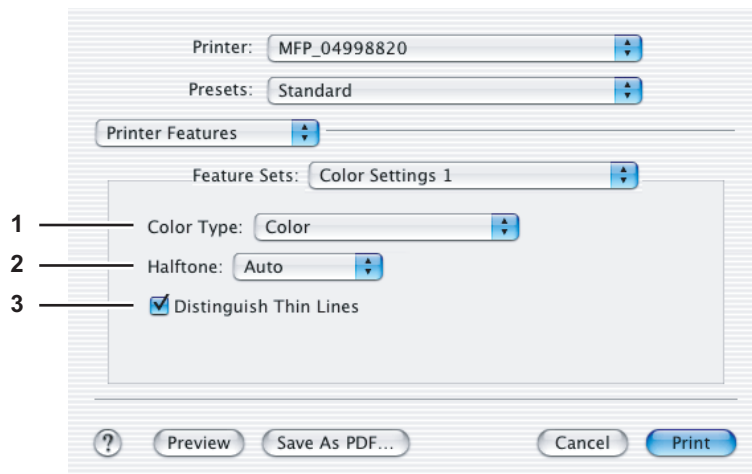 Printer: MFP_04998820
Presets: Standard
Printer Features
Feature Sets: Color Settings 1
1 Color Type: Color
2 Halftone: Auto
3 Distinguish Thin Lines
? Preview Save As PDF... Cancel Print